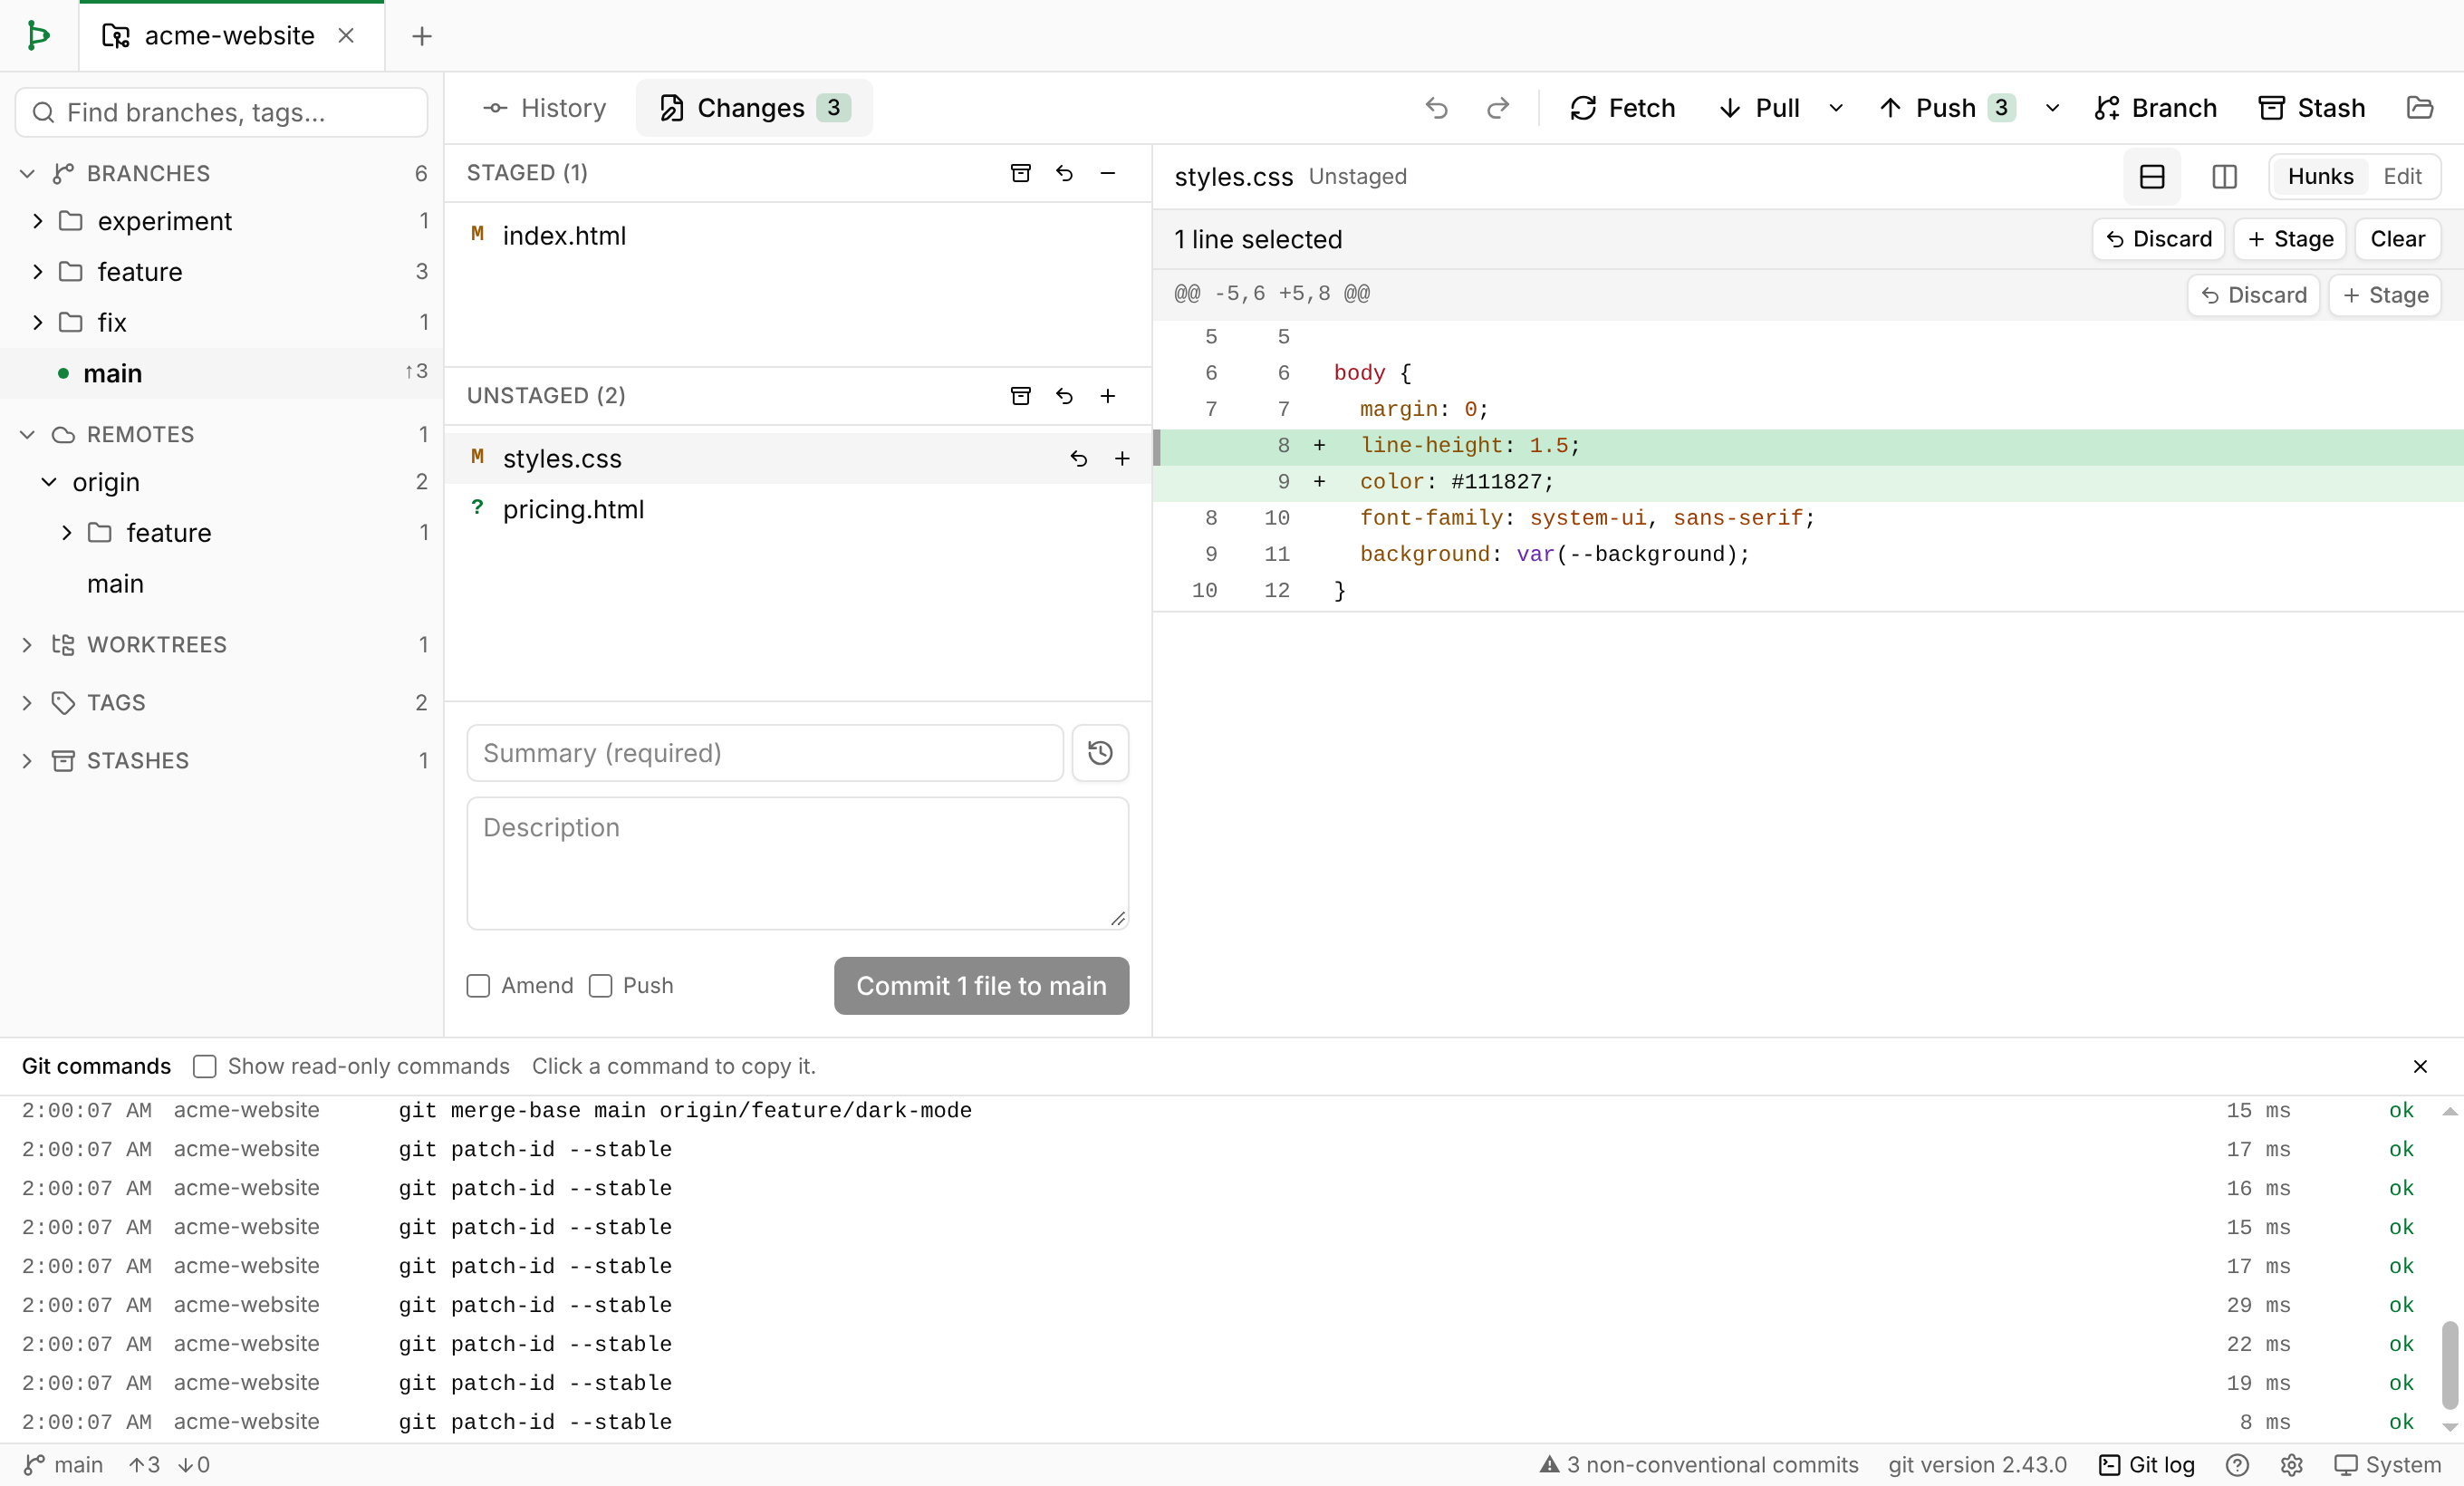 acme-website
Find branches, tags...
BRANCHES 6
experiment 1
feature 3
fix 1
main ↑3
REMOTES 1
origin 2
feature 1
main
WORKTREES 1
TAGS 2
STASHES 1
History
Changes 3
Fetch
Pull
Push 3
Branch
Stash
STAGED (1)
M index.html
UNSTAGED (2)
M styles.css
? pricing.html
Summary (required)
Description
Amend
Push
Commit 1 file to main
styles.css Unstaged
Hunks Edit
1 line selected
Discard + Stage Clear
@@ -5,6 +5,8 @@
Discard + Stage
5 5
6 6 body {
7 7 margin: 0;
8 + line-height: 1.5;
9 + color: #111827;
8 10 font-family: system-ui, sans-serif;
9 11 background: var(--background);
10 12 }
Git commands Show read-only commands Click a command to copy it.
2:00:07 AM acme-website git merge-base main origin/feature/dark-mode 15 ms ok
2:00:07 AM acme-website git patch-id --stable 17 ms ok
2:00:07 AM acme-website git patch-id --stable 16 ms ok
2:00:07 AM acme-website git patch-id --stable 15 ms ok
2:00:07 AM acme-website git patch-id --stable 17 ms ok
2:00:07 AM acme-website git patch-id --stable 29 ms ok
2:00:07 AM acme-website git patch-id --stable 22 ms ok
2:00:07 AM acme-website git patch-id --stable 19 ms ok
2:00:07 AM acme-website git patch-id --stable 8 ms ok
main ↑3 ↓0
3 non-conventional commits git version 2.43.0 Git log System